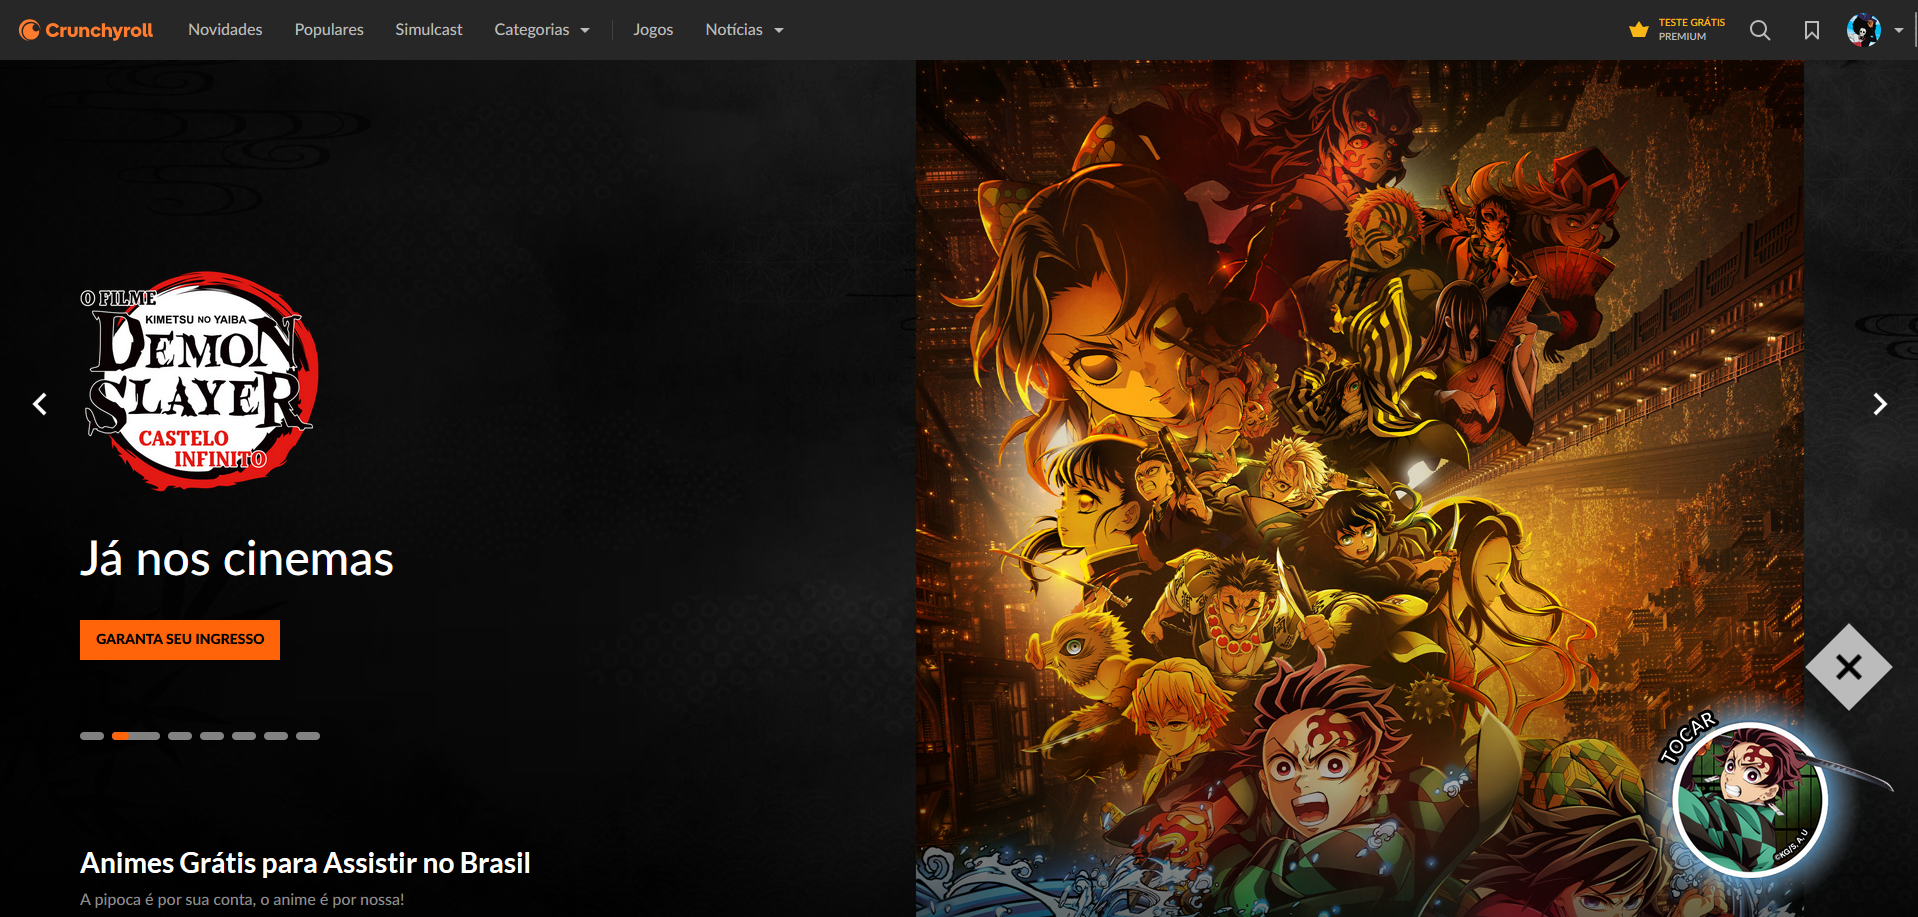 Crunchyroll
Novidades
Populares
Simulcast
Categorias
Jogos
Notícias
TESTE GRÁTIS
PREMIUM
O FILME
KIMETSU NO YAIBA
DEMON
SLAYER
CASTELO
INFINITO
Já nos cinemas
GARANTA SEU INGRESSO
TOCAR
©KG/S, A, U
Animes Grátis para Assistir no Brasil
A pipoca é por sua conta, o anime é por nossa!